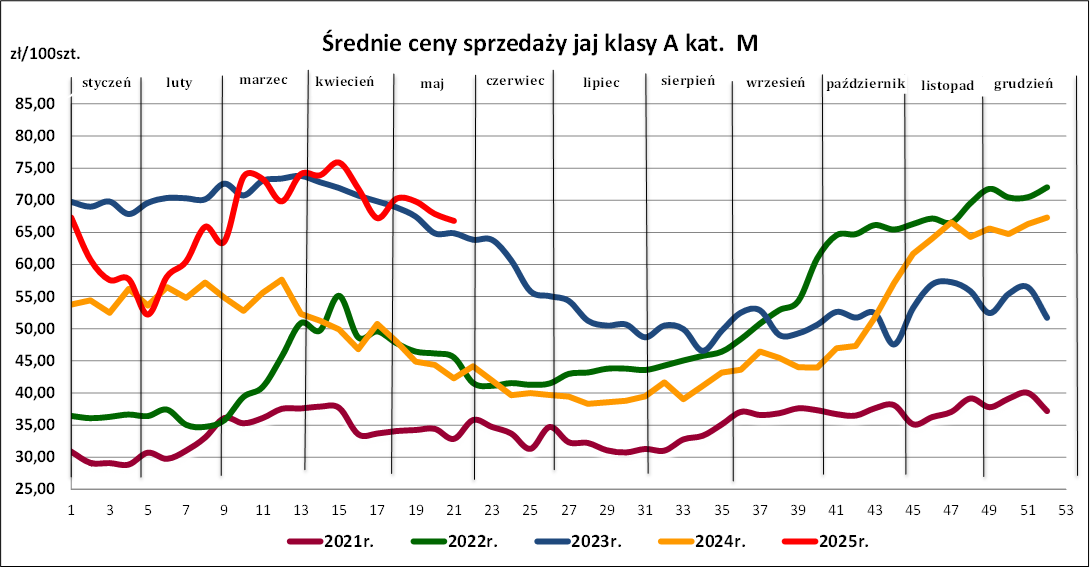 Średnie ceny sprzedaży jaj klasy A kat. M
zł/100szt.
styczeń luty marzec kwiecień maj czerwiec lipiec sierpień wrzesień październik listopad grudzień
85,00
80,00
75,00
70,00
65,00
60,00
55,00
50,00
45,00
40,00
35,00
30,00
25,00
1 3 5 7 9 11 13 15 17 19 21 23 25 27 29 31 33 35 37 39 41 43 45 47 49 51 53
2021r. 2022r. 2023r. 2024r. 2025r.